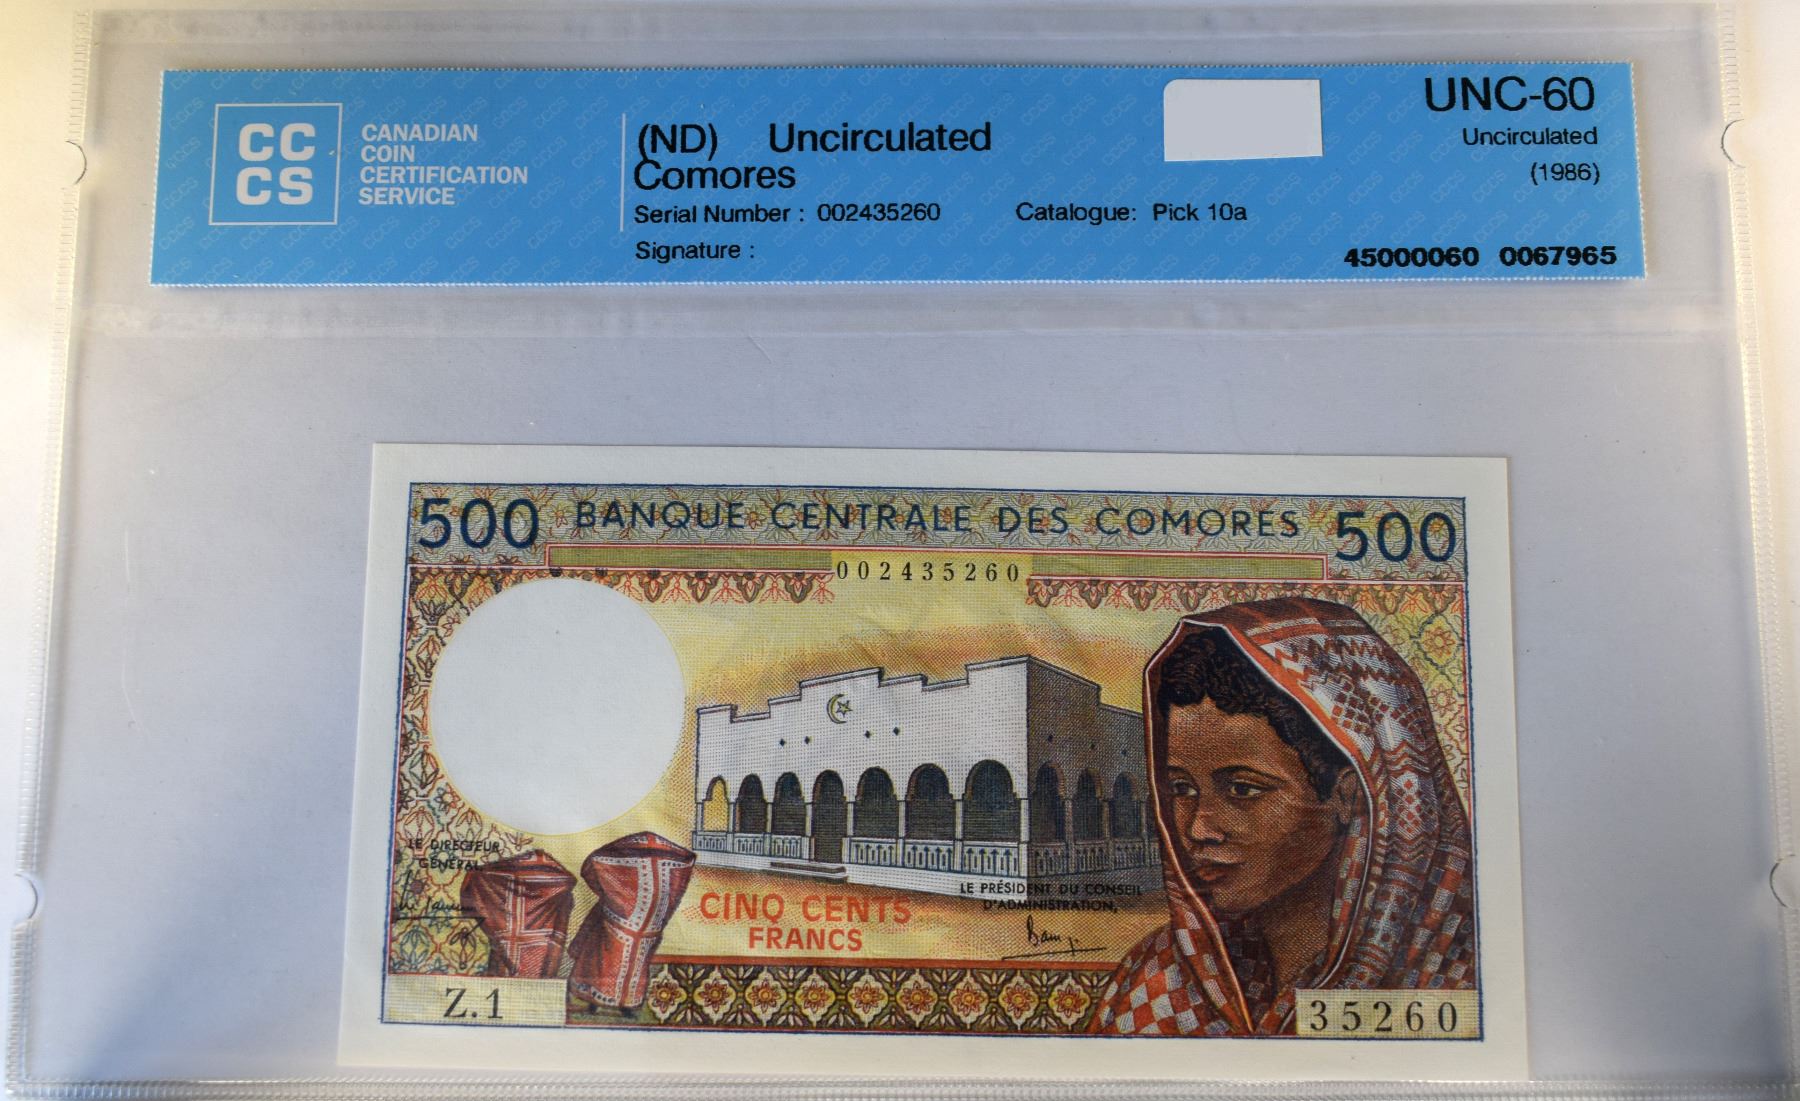 CC
CS
CANADIAN
COIN
CERTIFICATION
SERVICE
(ND) Uncirculated
Comores
Serial Number : 002435260 Catalogue: Pick 10a
Signature :
UNC-60
Uncirculated
(1986)
45000060 0067965
500 BANQUE CENTRALE DES COMORES 500
002435260
LE DIRECTEUR
GÉNÉRAL,
LE PRÉSIDENT DU CONSEIL
D'ADMINISTRATION,
CINQ CENTS
FRANCS
Z.1
35260